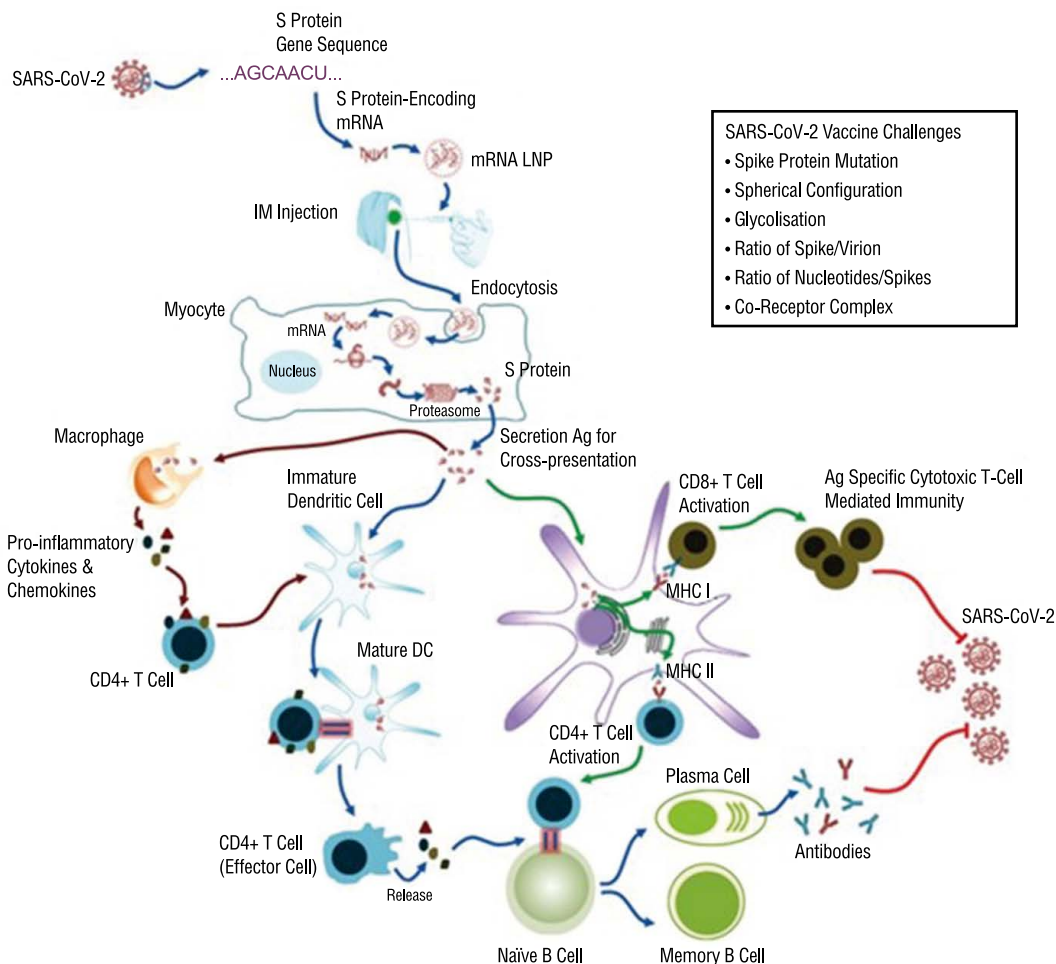 S Protein
Gene Sequence
SARS-CoV-2
...AGCAACU...
S Protein-Encoding
mRNA
mRNA LNP
IM Injection
Endocytosis
Myocyte
mRNA
Nucleus
S Protein
Proteasome
SARS-CoV-2 Vaccine Challenges
• Spike Protein Mutation
• Spherical Configuration
• Glycolisation
• Ratio of Spike/Virion
• Ratio of Nucleotides/Spikes
• Co-Receptor Complex
Macrophage
Secretion Ag for
Cross-presentation
Immature
Dendritic Cell
CD8+ T Cell
Activation
Ag Specific Cytotoxic T-Cell
Mediated Immunity
Pro-inflammatory
Cytokines &
Chemokines
MHC I
SARS-CoV-2
CD4+ T Cell
Mature DC
MHC II
CD4+ T Cell
Activation
Plasma Cell
CD4+ T Cell
(Effector Cell)
Release
Antibodies
Naïve B Cell
Memory B Cell